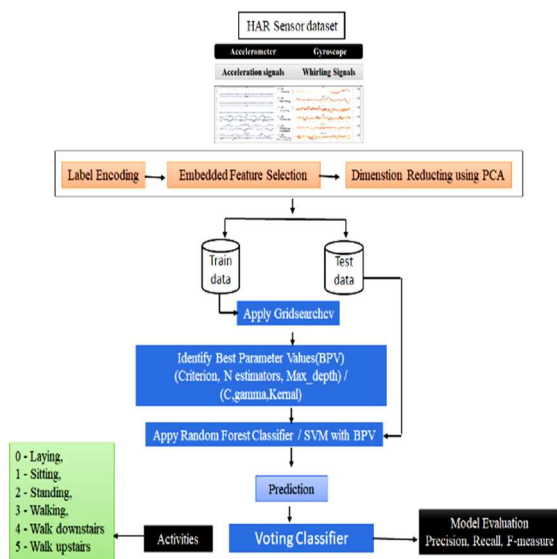 HAR Sensor dataset
Accelerometer Gyroscope
Acceleration signals Whirling Signals
Label Encoding Embedded Feature Selection Dimenstion Reducting using PCA
Train data
Test data
Apply Gridsearchcv
Identify Best Parameter Values(BPV)
(Criterion, N estimators, Max_depth) /
(C,gamma,Kernal)
Appy Random Forest Classifier / SVM with BPV
Prediction
Voting Classifier
0 - Laying,
1 - Sitting,
2 - Standing,
3 - Walking,
4 - Walk downstairs
5 - Walk upstairs
Activities
Model Evaluation
Precision, Recall, F-measure